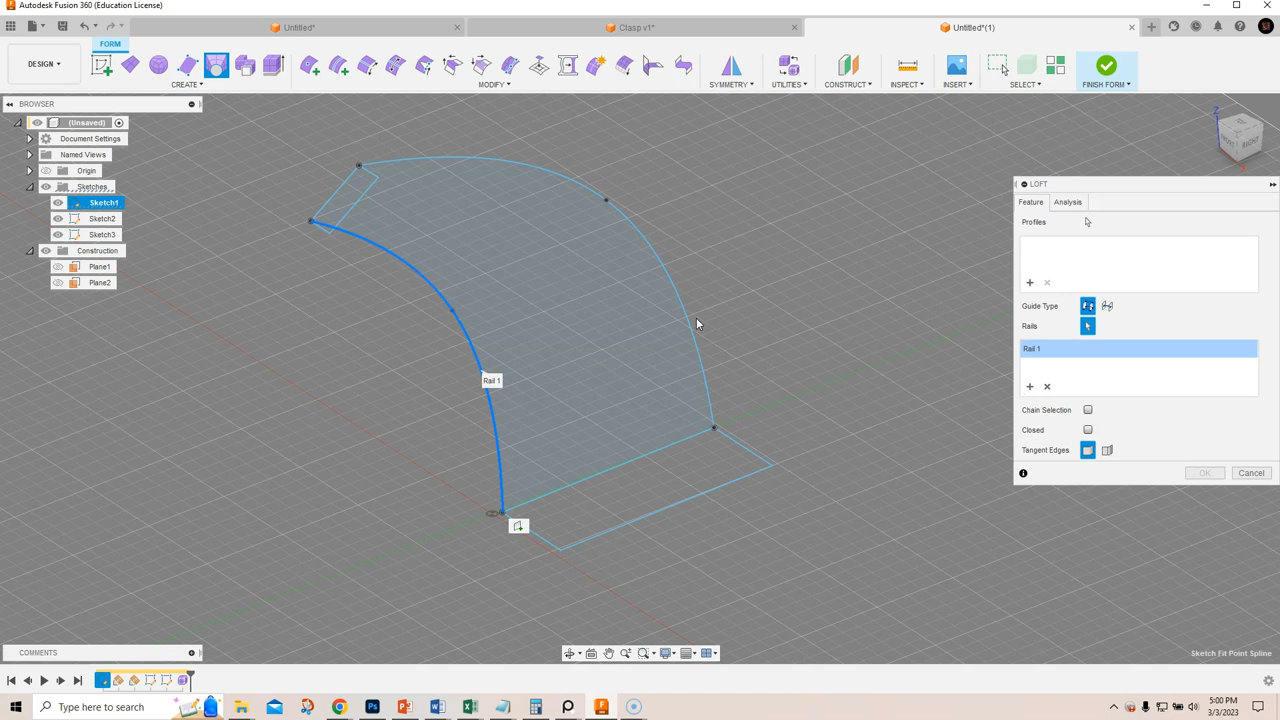 Autodesk Fusion 360 (Education License)
Untitled*
Clasp v1*
Untitled*(1)
FORM
DESIGN
CREATE
MODIFY
SYMMETRY
UTILITIES
CONSTRUCT
INSPECT
INSERT
SELECT
FINISH FORM
BROWSER
(Unsaved)
Document Settings
Named Views
Origin
Sketches
Sketch1
Sketch2
Sketch3
Construction
Plane1
Plane2
Z
RIGHT
LOFT
Feature
Analysis
Profiles
Guide Type
Rails
Rail 1
Chain Selection
Closed
Tangent Edges
OK
Cancel
Rail 1
COMMENTS
Sketch Fit Point Spline
Type here to search
5:00 PM
3/3/2023